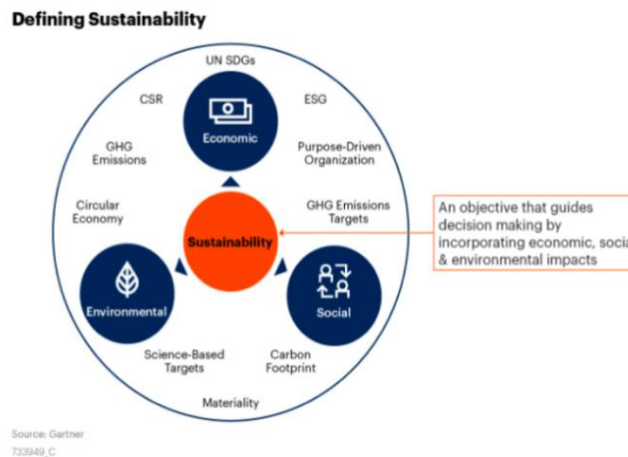 Defining Sustainability
UN SDGs
CSR
ESG
Economic
GHG
Emissions
Purpose-Driven
Organization
Circular
Economy
GHG Emissions
Targets
Sustainability
An objective that guides
decision making by
incorporating economic, socia
& environmental impacts
Environmental
Social
Science-Based
Targets
Carbon
Footprint
Materiality
Source: Gartner
733949_C